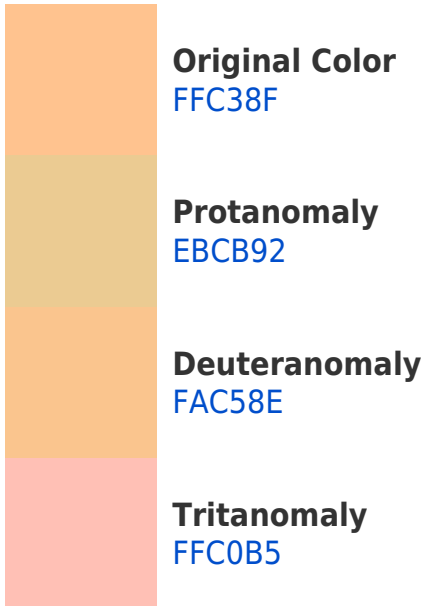 Original Color
FFC38F
Protanomaly
EBCB92
Deuteranomaly
FAC58E
Tritanomaly
FFC0B5